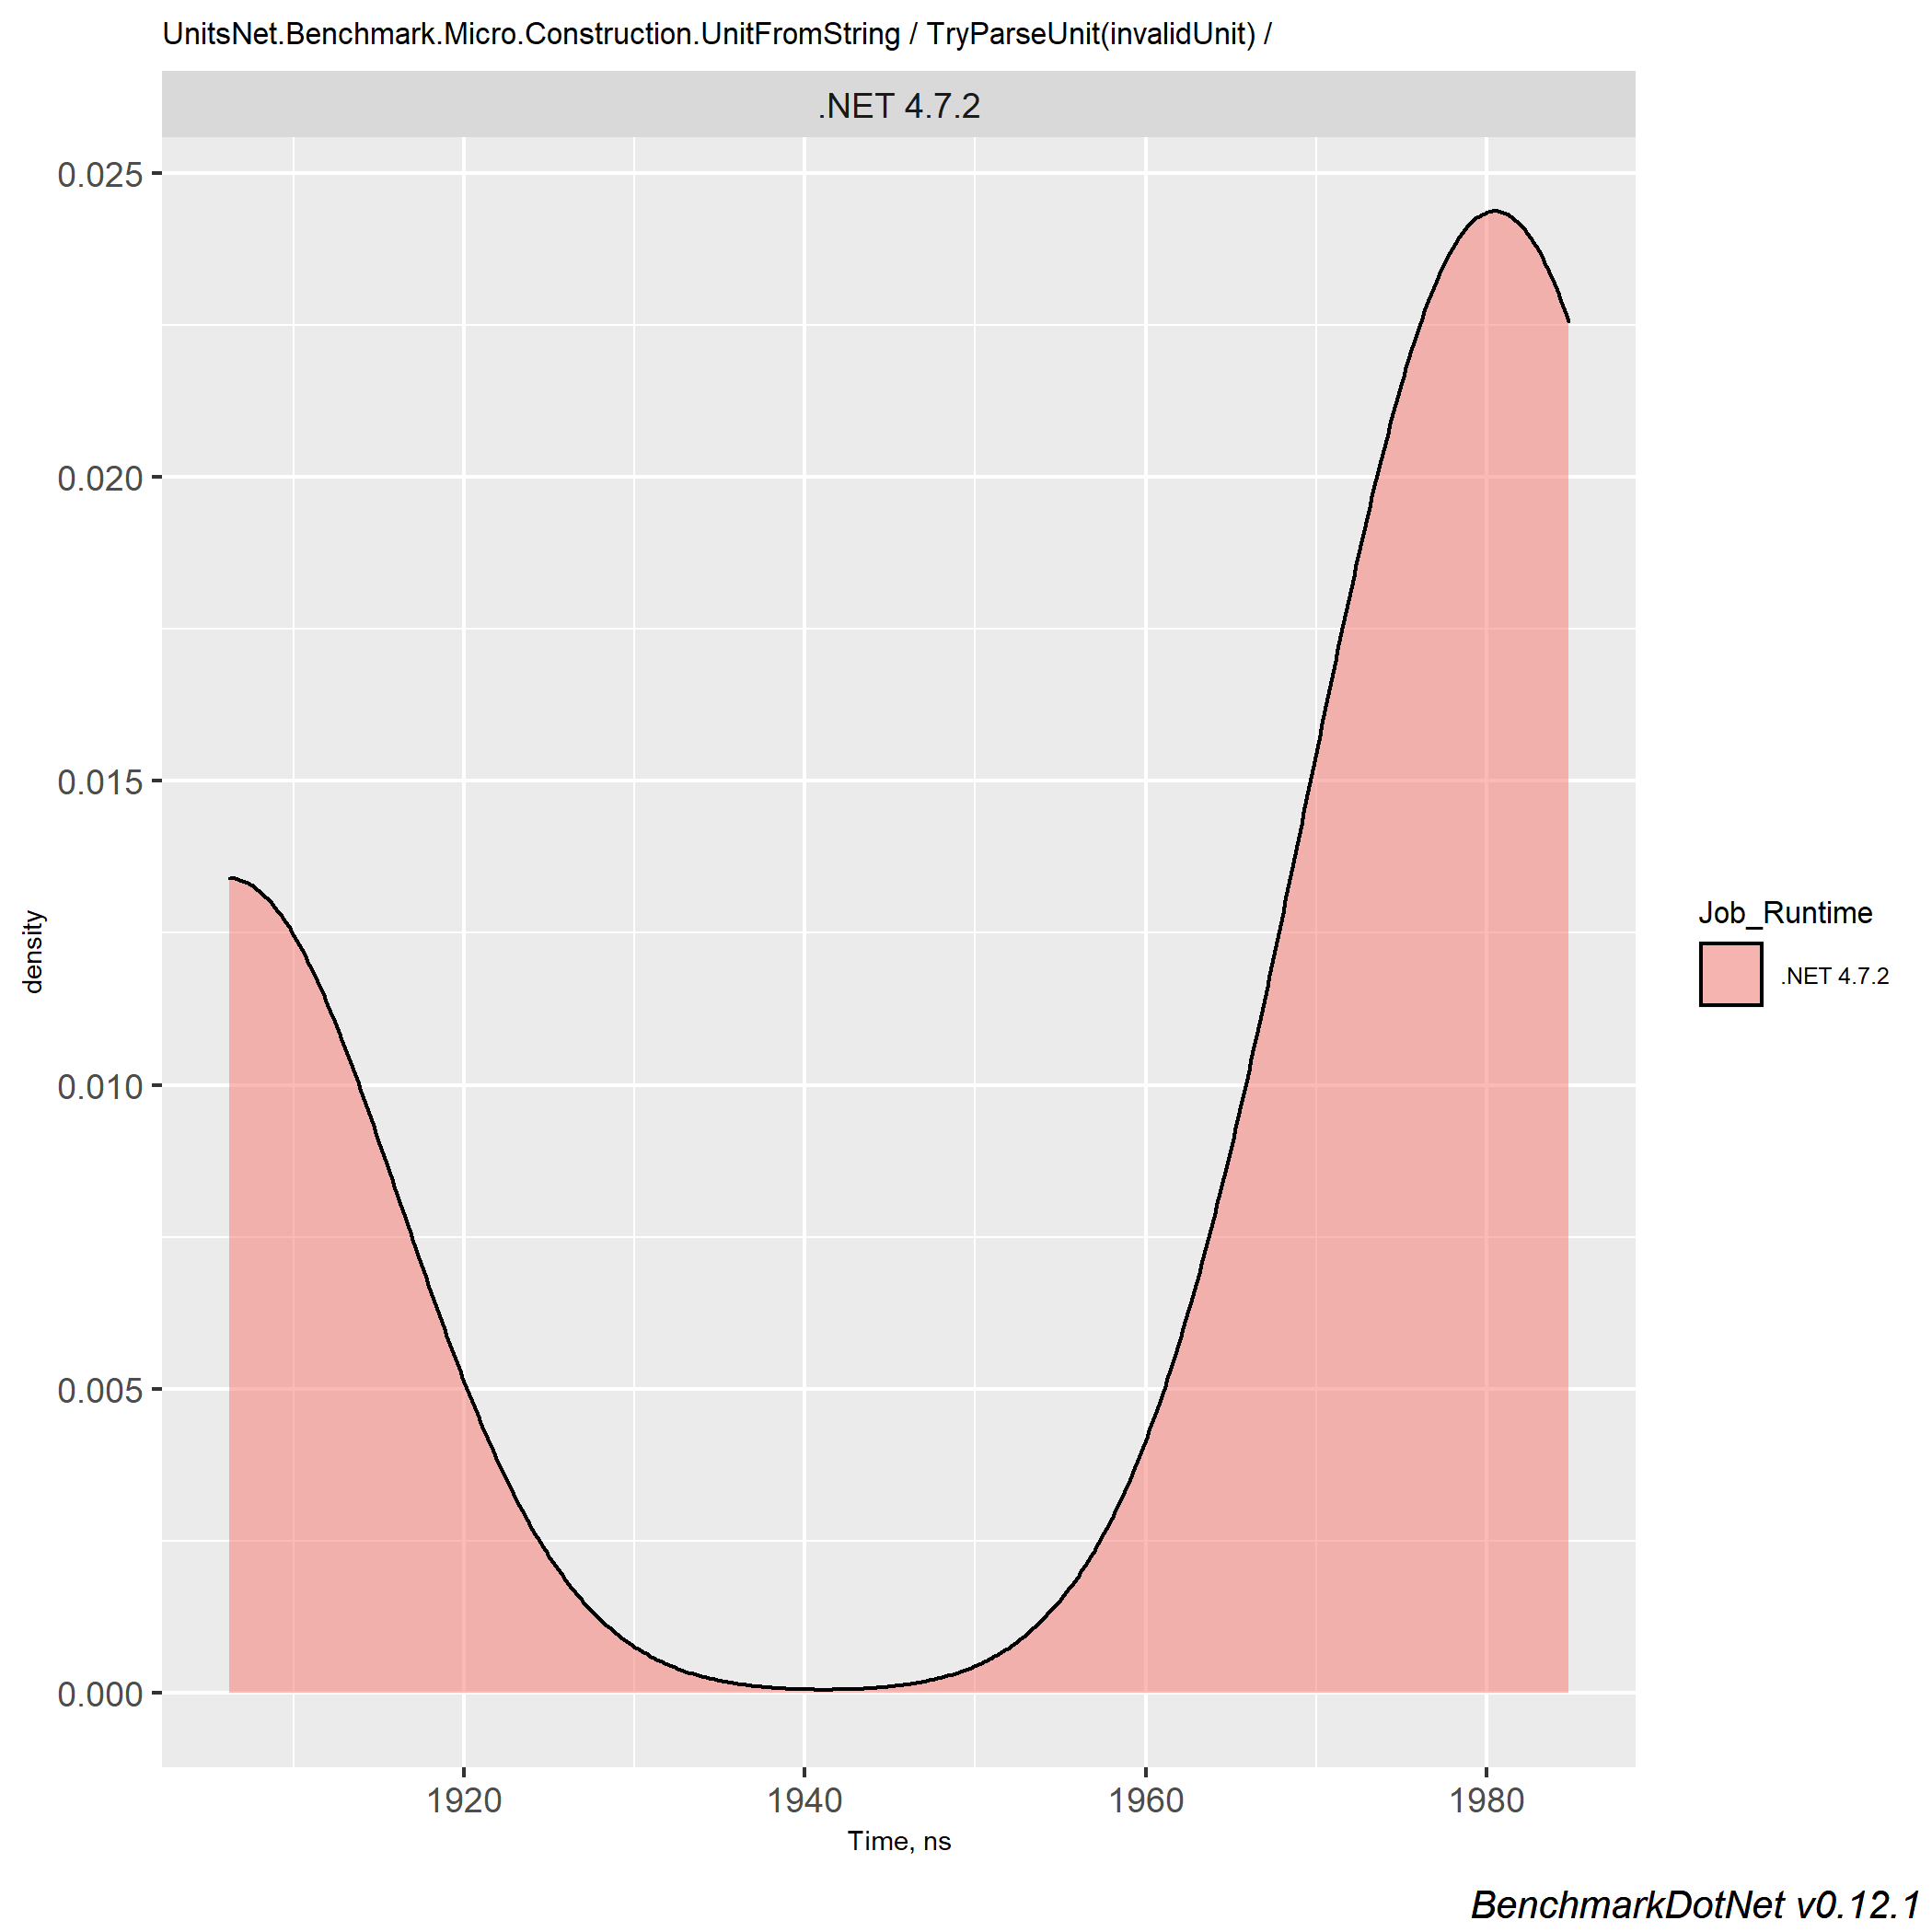 UnitsNet.Benchmark.Micro.Construction.UnitFromString / TryParseUnit(invalidUnit) /
.NET 4.7.2
0.025
0.020
0.015
0.010
0.005
0.000
density
1920 1940 1960 1980
Time, ns
Job_Runtime
.NET 4.7.2
BenchmarkDotNet v0.12.1